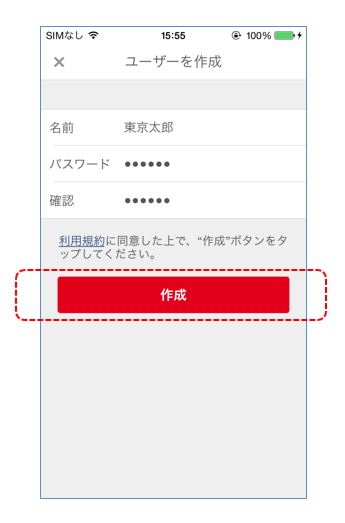 SIMなし 15:55 100%
× ユーザーを作成
名前 東京太郎
パスワード ●●●●●●
確認 ●●●●●●
利用規約に同意した上で、“作成”ボタンをタ
ップしてください。
作成